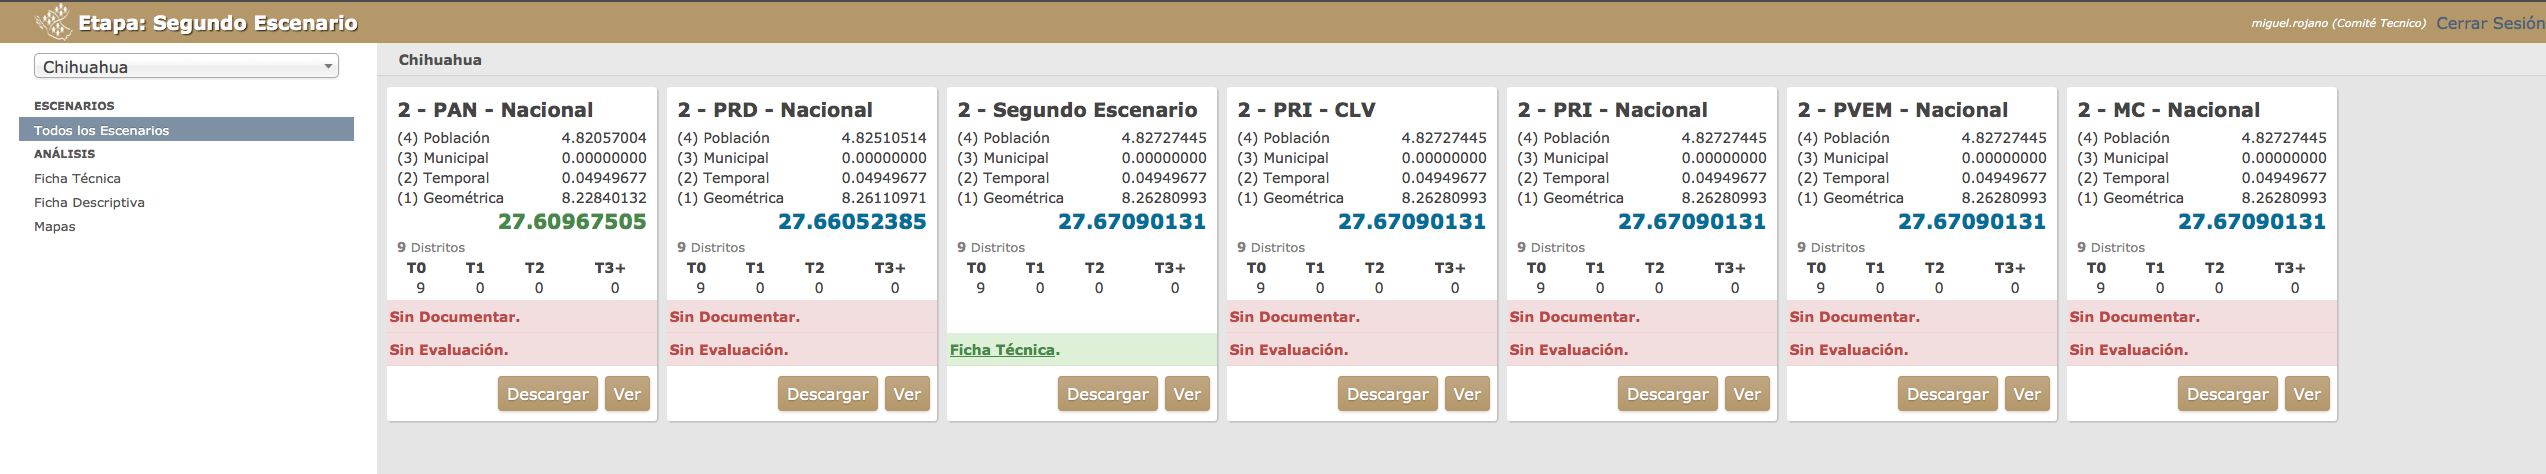 Etapa: Segundo Escenario
miguel.rojano (Comité Tecnico) Cerrar Sesión
Chihuahua
ESCENARIOS
Todos los Escenarios
ANÁLISIS
Ficha Técnica
Ficha Descriptiva
Mapas
Chihuahua
2 - PAN - Nacional
(4) Población 4.82057004
(3) Municipal 0.00000000
(2) Temporal 0.04949677
(1) Geométrica 8.22840132
27.60967505
9 Distritos
T0 T1 T2 T3+
9 0 0 0
Sin Documentar.
Sin Evaluación.
Descargar Ver
2 - PRD - Nacional
(4) Población 4.82510514
(3) Municipal 0.00000000
(2) Temporal 0.04949677
(1) Geométrica 8.26110971
27.66052385
9 Distritos
T0 T1 T2 T3+
9 0 0 0
Sin Documentar.
Sin Evaluación.
Descargar Ver
2 - Segundo Escenario
(4) Población 4.82727445
(3) Municipal 0.00000000
(2) Temporal 0.04949677
(1) Geométrica 8.26280993
27.67090131
9 Distritos
T0 T1 T2 T3+
9 0 0 0
Ficha Técnica.
Descargar Ver
2 - PRI - CLV
(4) Población 4.82727445
(3) Municipal 0.00000000
(2) Temporal 0.04949677
(1) Geométrica 8.26280993
27.67090131
9 Distritos
T0 T1 T2 T3+
9 0 0 0
Sin Documentar.
Sin Evaluación.
Descargar Ver
2 - PRI - Nacional
(4) Población 4.82727445
(3) Municipal 0.00000000
(2) Temporal 0.04949677
(1) Geométrica 8.26280993
27.67090131
9 Distritos
T0 T1 T2 T3+
9 0 0 0
Sin Documentar.
Sin Evaluación.
Descargar Ver
2 - PVEM - Nacional
(4) Población 4.82727445
(3) Municipal 0.00000000
(2) Temporal 0.04949677
(1) Geométrica 8.26280993
27.67090131
9 Distritos
T0 T1 T2 T3+
9 0 0 0
Sin Documentar.
Sin Evaluación.
Descargar Ver
2 - MC - Nacional
(4) Población 4.82727445
(3) Municipal 0.00000000
(2) Temporal 0.04949677
(1) Geométrica 8.26280993
27.67090131
9 Distritos
T0 T1 T2 T3+
9 0 0 0
Sin Documentar.
Sin Evaluación.
Descargar Ver